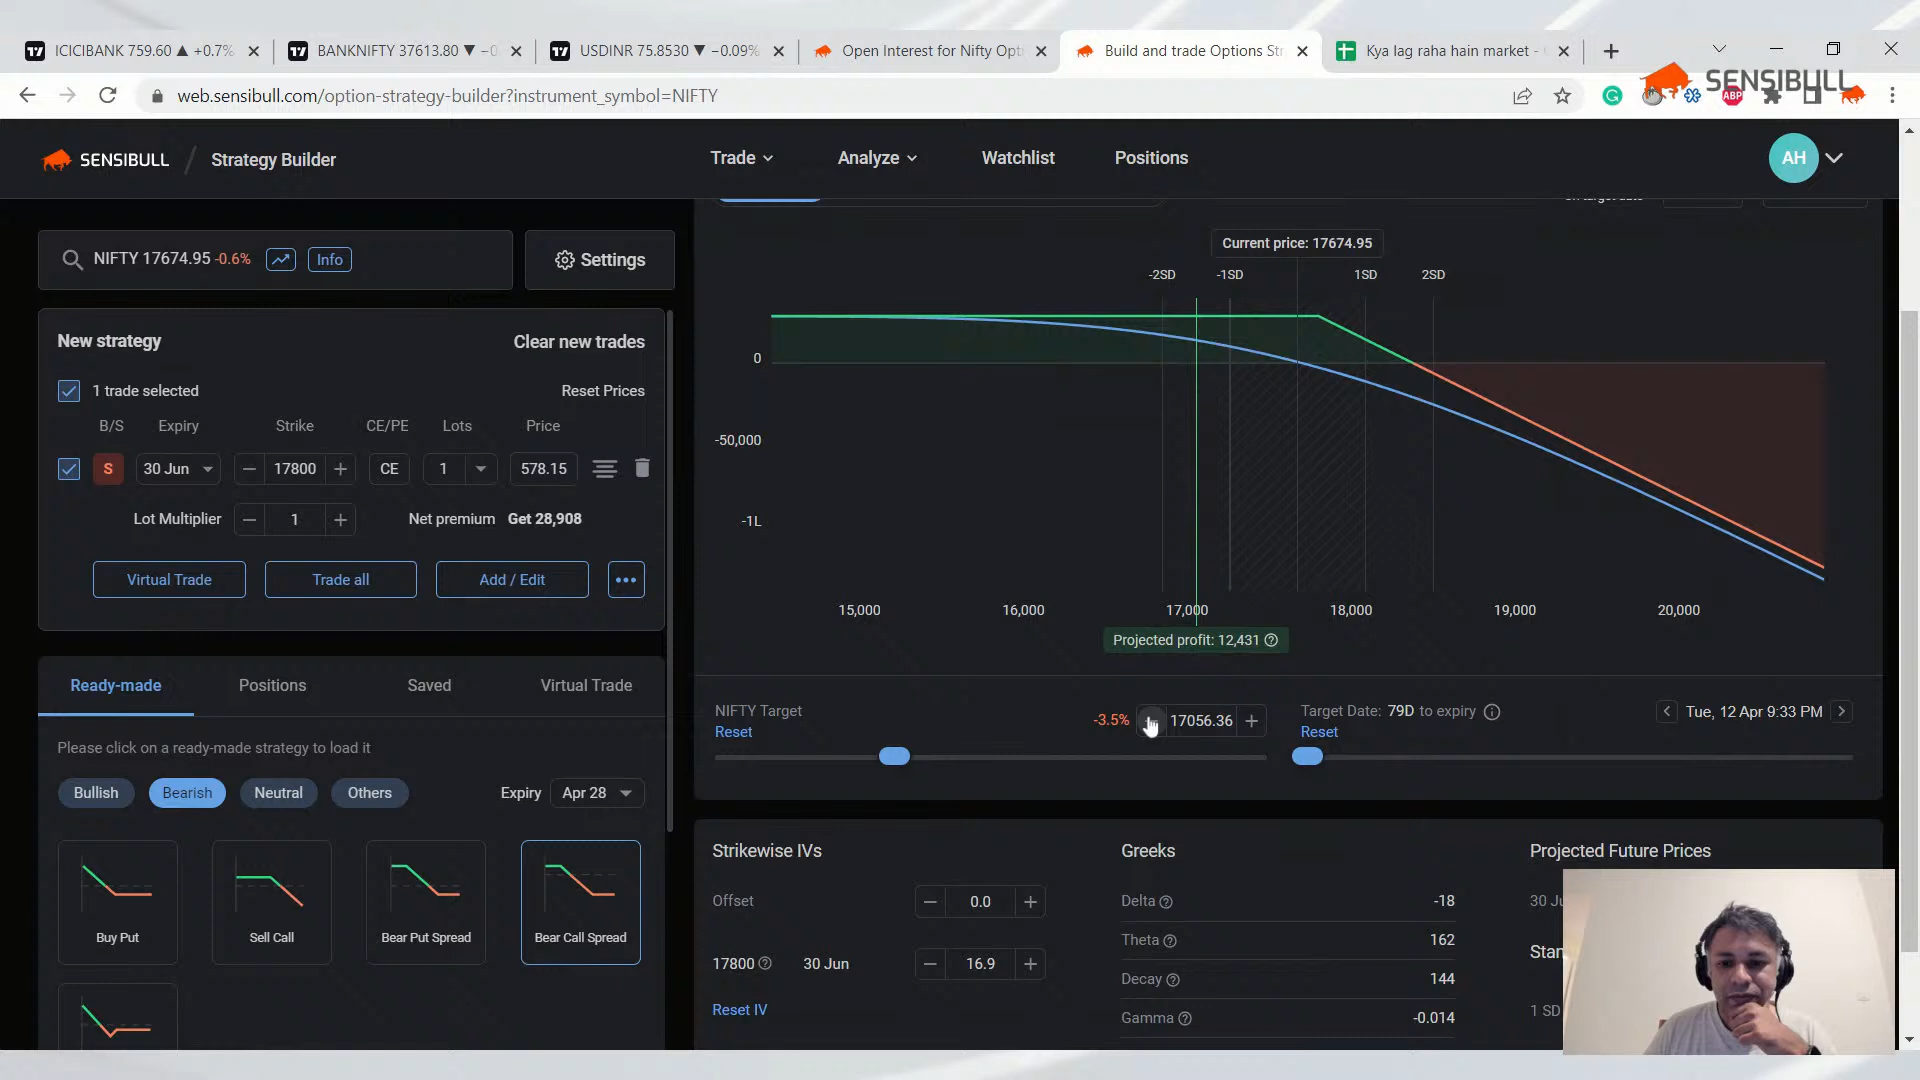 ICICIBANK 759.60 ▲ +0.7%
BANKNIFTY 37613.80 ▼ −0
USDINR 75.8530 ▼ −0.09%
Open Interest for Nifty Opt
Build and trade Options Str
Kya lag raha hain market -
SENSIBULL
web.sensibull.com/option-strategy-builder?instrument_symbol=NIFTY
ABP
SENSIBULL / Strategy Builder
Trade
Analyze
Watchlist
Positions
AH
NIFTY 17674.95 -0.6%
Info
Settings
New strategy
Clear new trades
1 trade selected
Reset Prices
B/S Expiry Strike CE/PE Lots Price
S 30 Jun − 17800 + CE 1 578.15
Lot Multiplier − 1 + Net premium Get 28,908
Virtual Trade
Trade all
Add / Edit
Ready-made
Positions
Saved
Virtual Trade
Please click on a ready-made strategy to load it
Bullish
Bearish
Neutral
Others
Expiry
Apr 28
Buy Put
Sell Call
Bear Put Spread
Bear Call Spread
Current price: 17674.95
-2SD -1SD 1SD 2SD
0
-50,000
-1L
15,000 16,000 17,000 18,000 19,000 20,000
Projected profit: 12,431
NIFTY Target
Reset
-3.5%
17056.36 +
Target Date: 79D to expiry
Reset
Tue, 12 Apr 9:33 PM
Strikewise IVs
Offset − 0.0 +
17800 30 Jun − 16.9 +
Reset IV
Greeks
Delta -18
Theta 162
Decay 144
Gamma -0.014
Projected Future Prices
1 SD